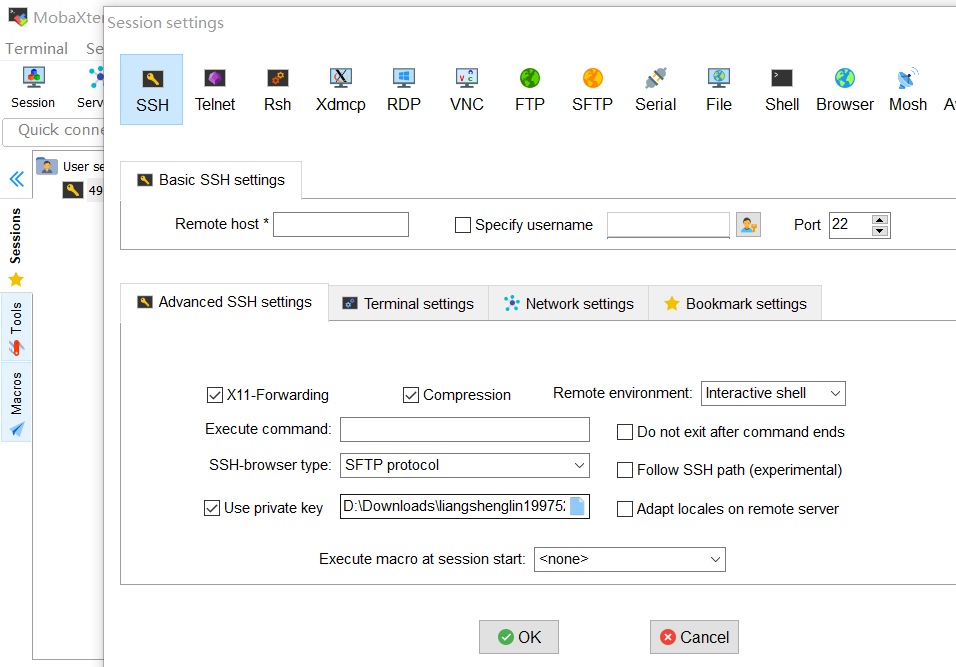 MobaXter
Session settings
Terminal Se
Session Serv
SSH Telnet Rsh Xdmcp RDP VNC FTP SFTP Serial File Shell Browser Mosh A
Quick conne
User se
49
Sessions
Tools
Macros
Basic SSH settings
Remote host * Specify username Port 22
Advanced SSH settings Terminal settings Network settings Bookmark settings
X11-Forwarding Compression Remote environment: Interactive shell
Execute command: Do not exit after command ends
SSH-browser type: SFTP protocol Follow SSH path (experimental)
Use private key D:\Downloads\liangshenglin199752 Adapt locales on remote server
Execute macro at session start: <none>
OK Cancel